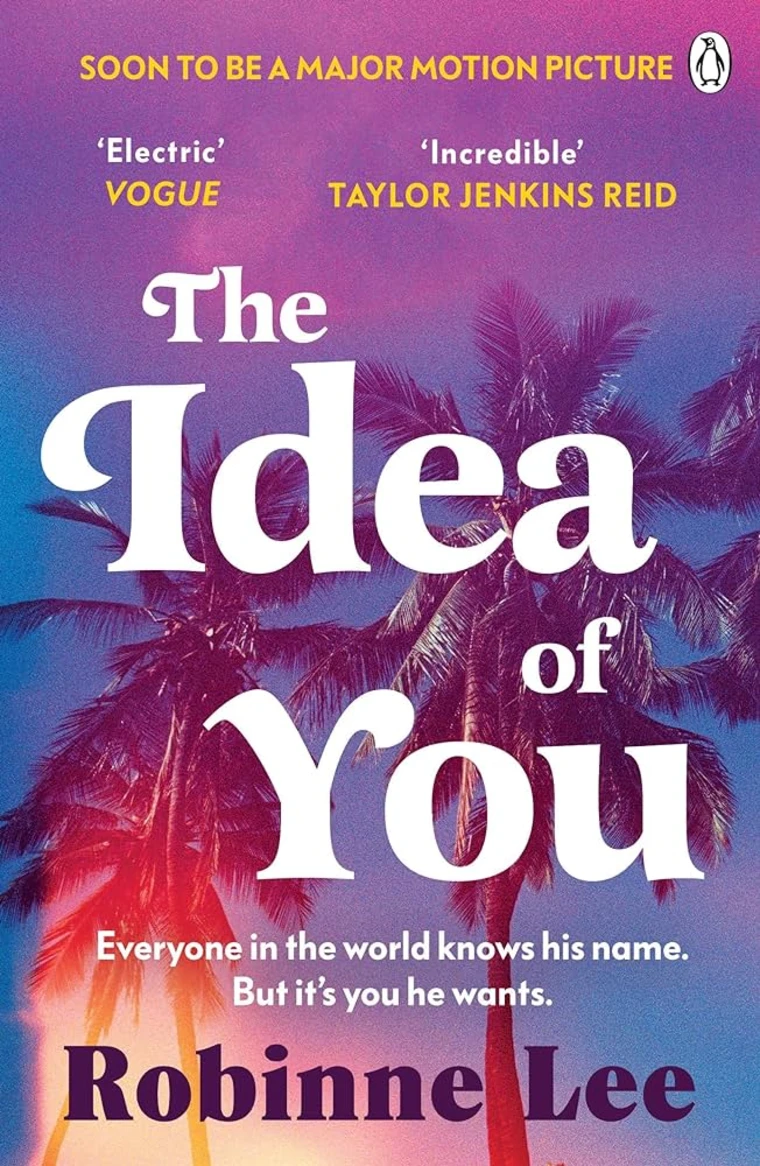 SOON TO BE A MAJOR MOTION PICTURE
‘Electric’
VOGUE
‘Incredible’
TAYLOR JENKINS REID
The
Idea
of
You
Everyone in the world knows his name.
But it’s you he wants.
Robinne Lee